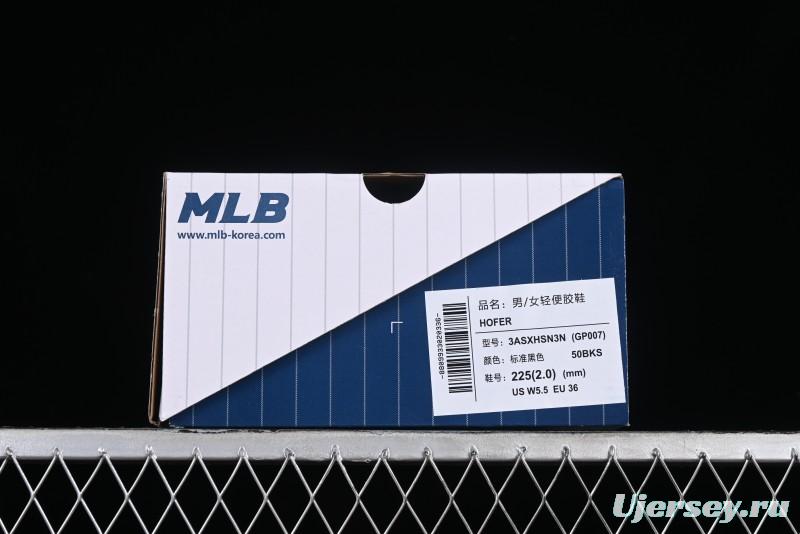 MLB
www.mlb-korea.com
品名：男/女轻便胶鞋
HOFER
型号：3ASXHSN3N (GP007)
颜色：标准黑色 50BKS
鞋号：225(2.0) (mm)
US W5.5 EU 36
-8809933020336-
Ujersey.ru